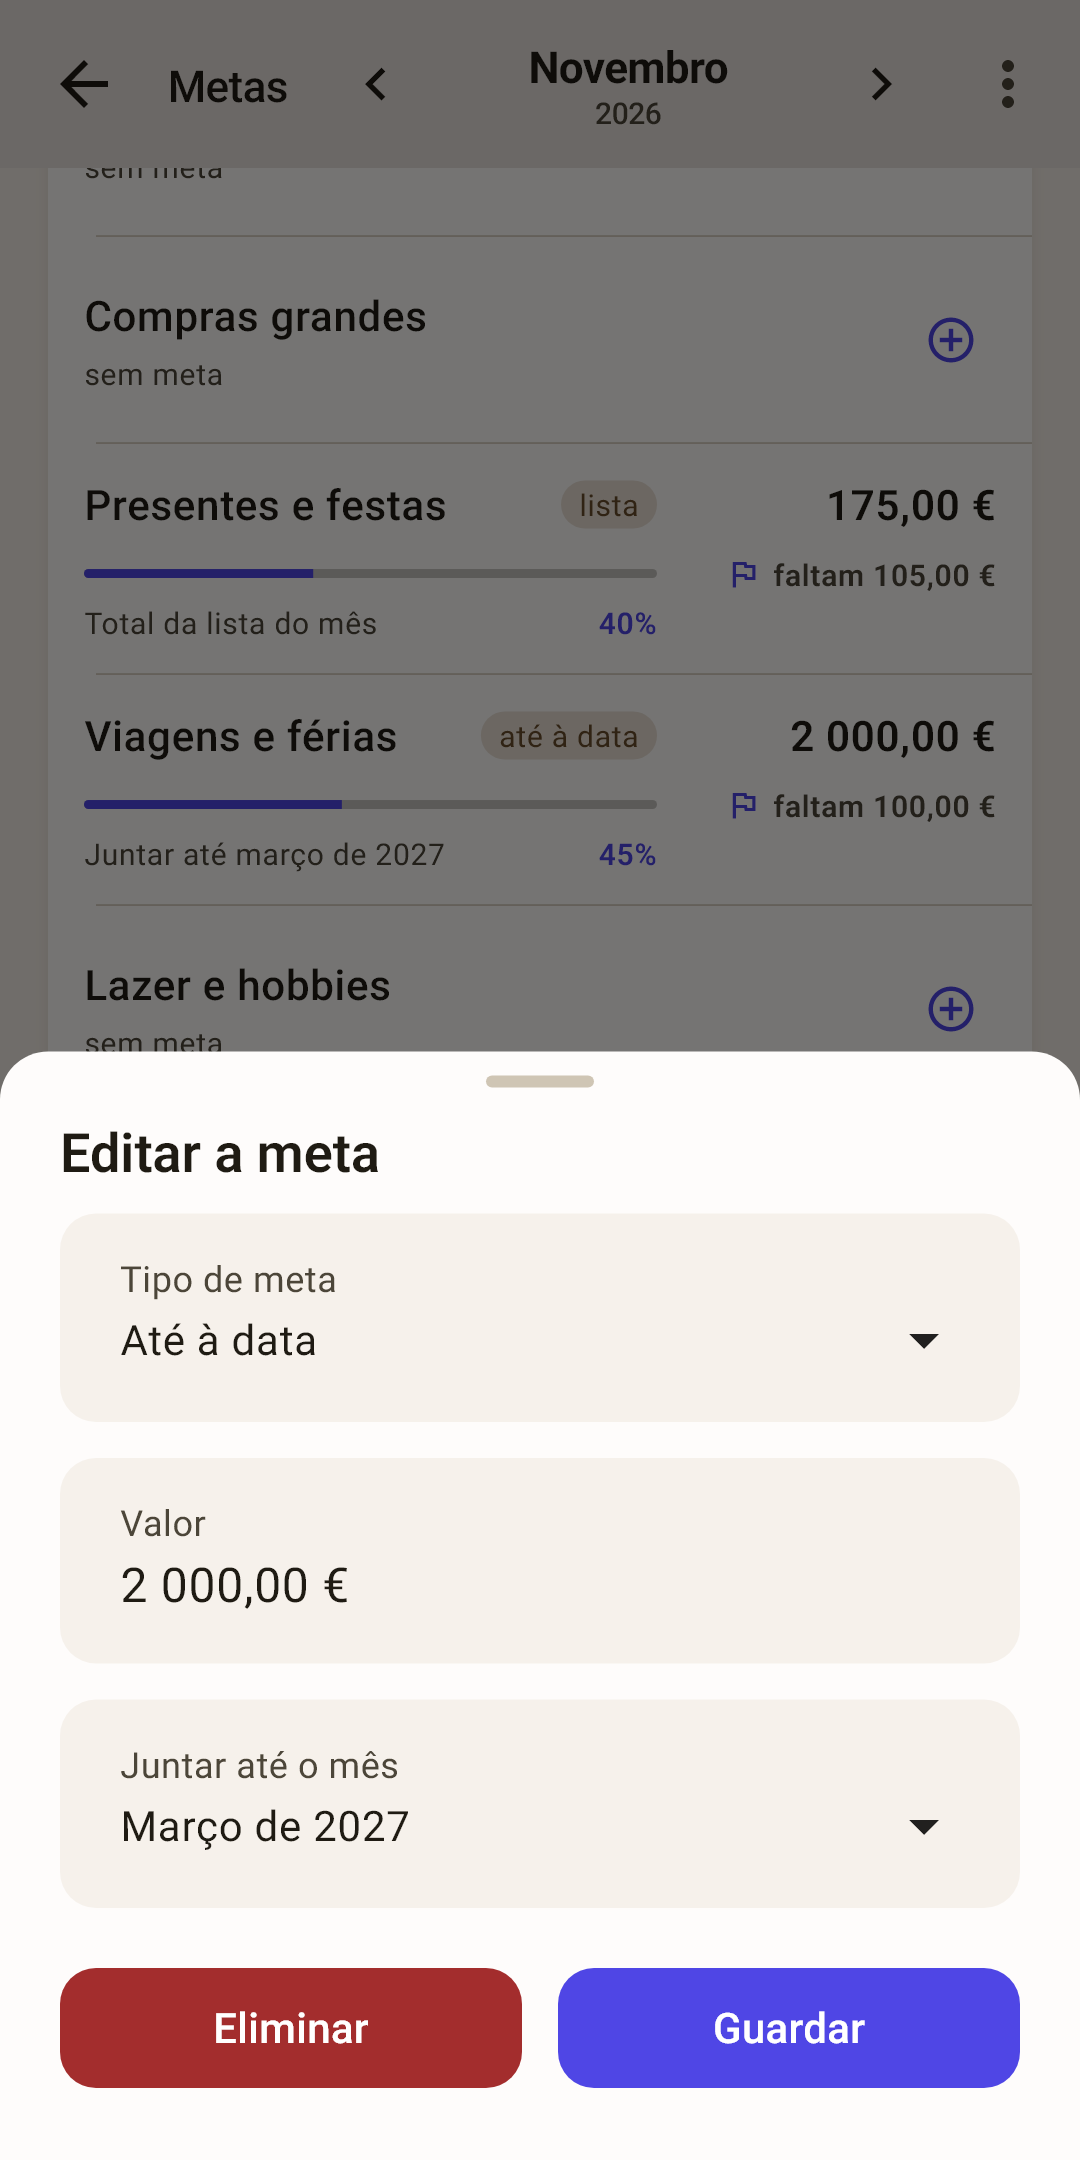 Metas
Novembro
2026
sem meta
Compras grandes
sem meta
Presentes e festas
lista
175,00 €
faltam 105,00 €
Total da lista do mês
40%
Viagens e férias
até à data
2 000,00 €
faltam 100,00 €
Juntar até março de 2027
45%
Lazer e hobbies
sem meta
Editar a meta
Tipo de meta
Até à data
Valor
2 000,00 €
Juntar até o mês
Março de 2027
Eliminar
Guardar